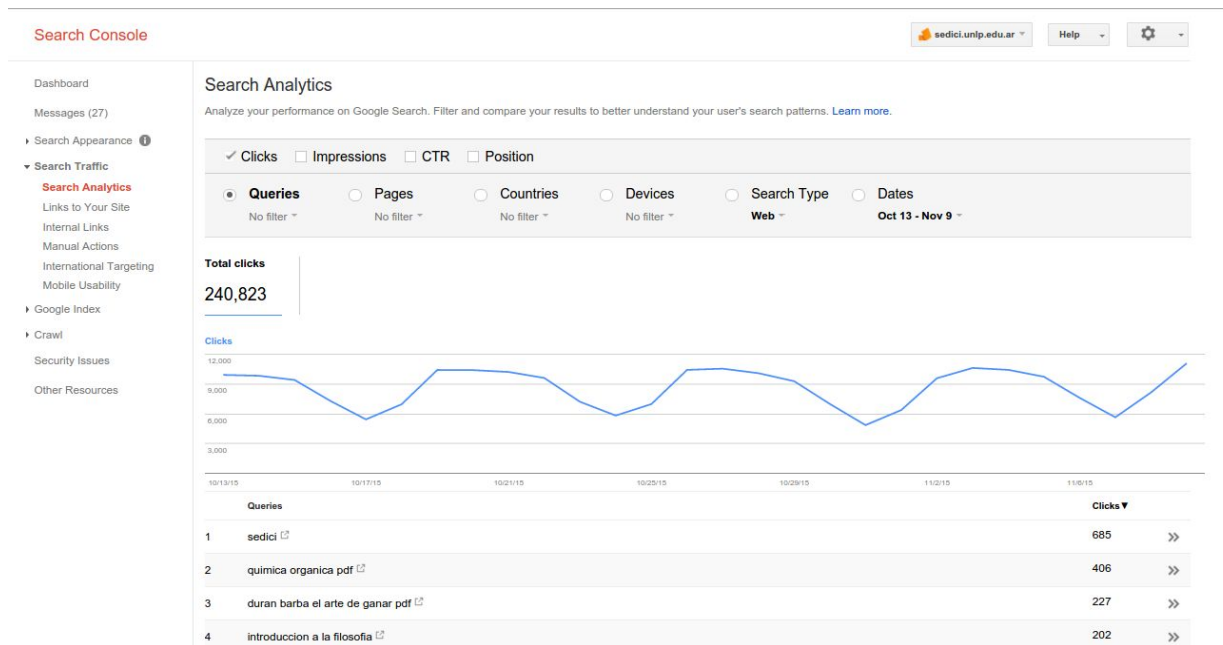 Search Console
sedici.unlp.edu.ar
Help
Dashboard
Messages (27)
Search Appearance
Search Traffic
Search Analytics
Links to Your Site
Internal Links
Manual Actions
International Targeting
Mobile Usability
Google Index
Crawl
Security Issues
Other Resources
Search Analytics
Analyze your performance on Google Search. Filter and compare your results to better understand your user's search patterns. Learn more.
Clicks Impressions CTR Position
Queries Pages Countries Devices Search Type Dates
No filter No filter No filter No filter Web Oct 13 - Nov 9
Total clicks
240,823
Clicks
12,000
9,000
6,000
3,000
10/13/15 10/17/15 10/21/15 10/25/15 10/29/15 11/2/15 11/6/15
Queries Clicks▼
1 sedici 685
2 quimica organica pdf 406
3 duran barba el arte de ganar pdf 227
4 introduccion a la filosofia 202